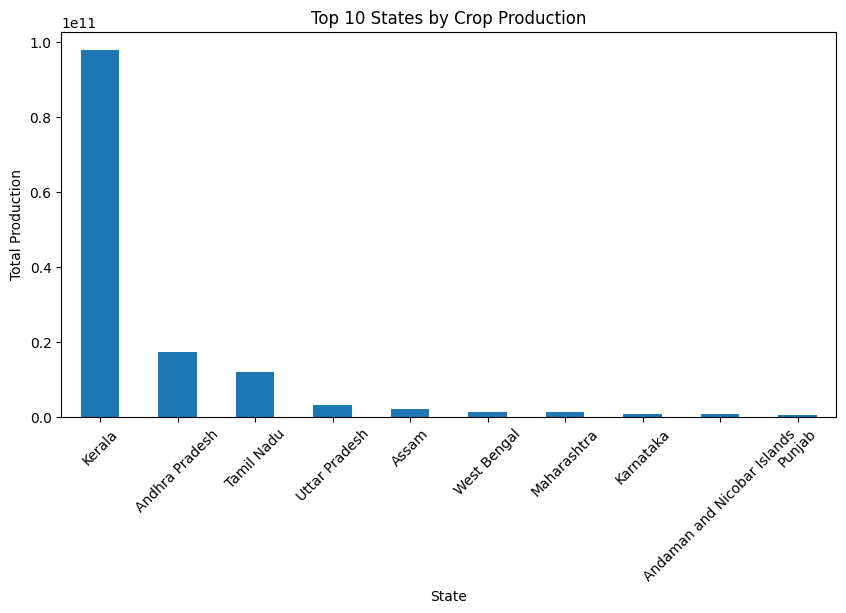 Top 10 States by Crop Production
1e11
1.0
0.8
0.6
0.4
0.2
0.0
Total Production
Kerala
Andhra Pradesh
Tamil Nadu
Uttar Pradesh
Assam
West Bengal
Maharashtra
Karnataka
Andaman and Nicobar Islands
Punjab
State